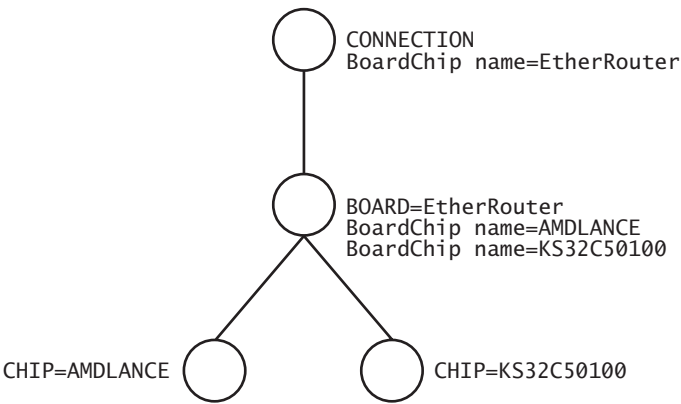 CONNECTION
BoardChip name=EtherRouter
BOARD=EtherRouter
BoardChip name=AMDLANCE
BoardChip name=KS32C50100
CHIP=AMDLANCE
CHIP=KS32C50100